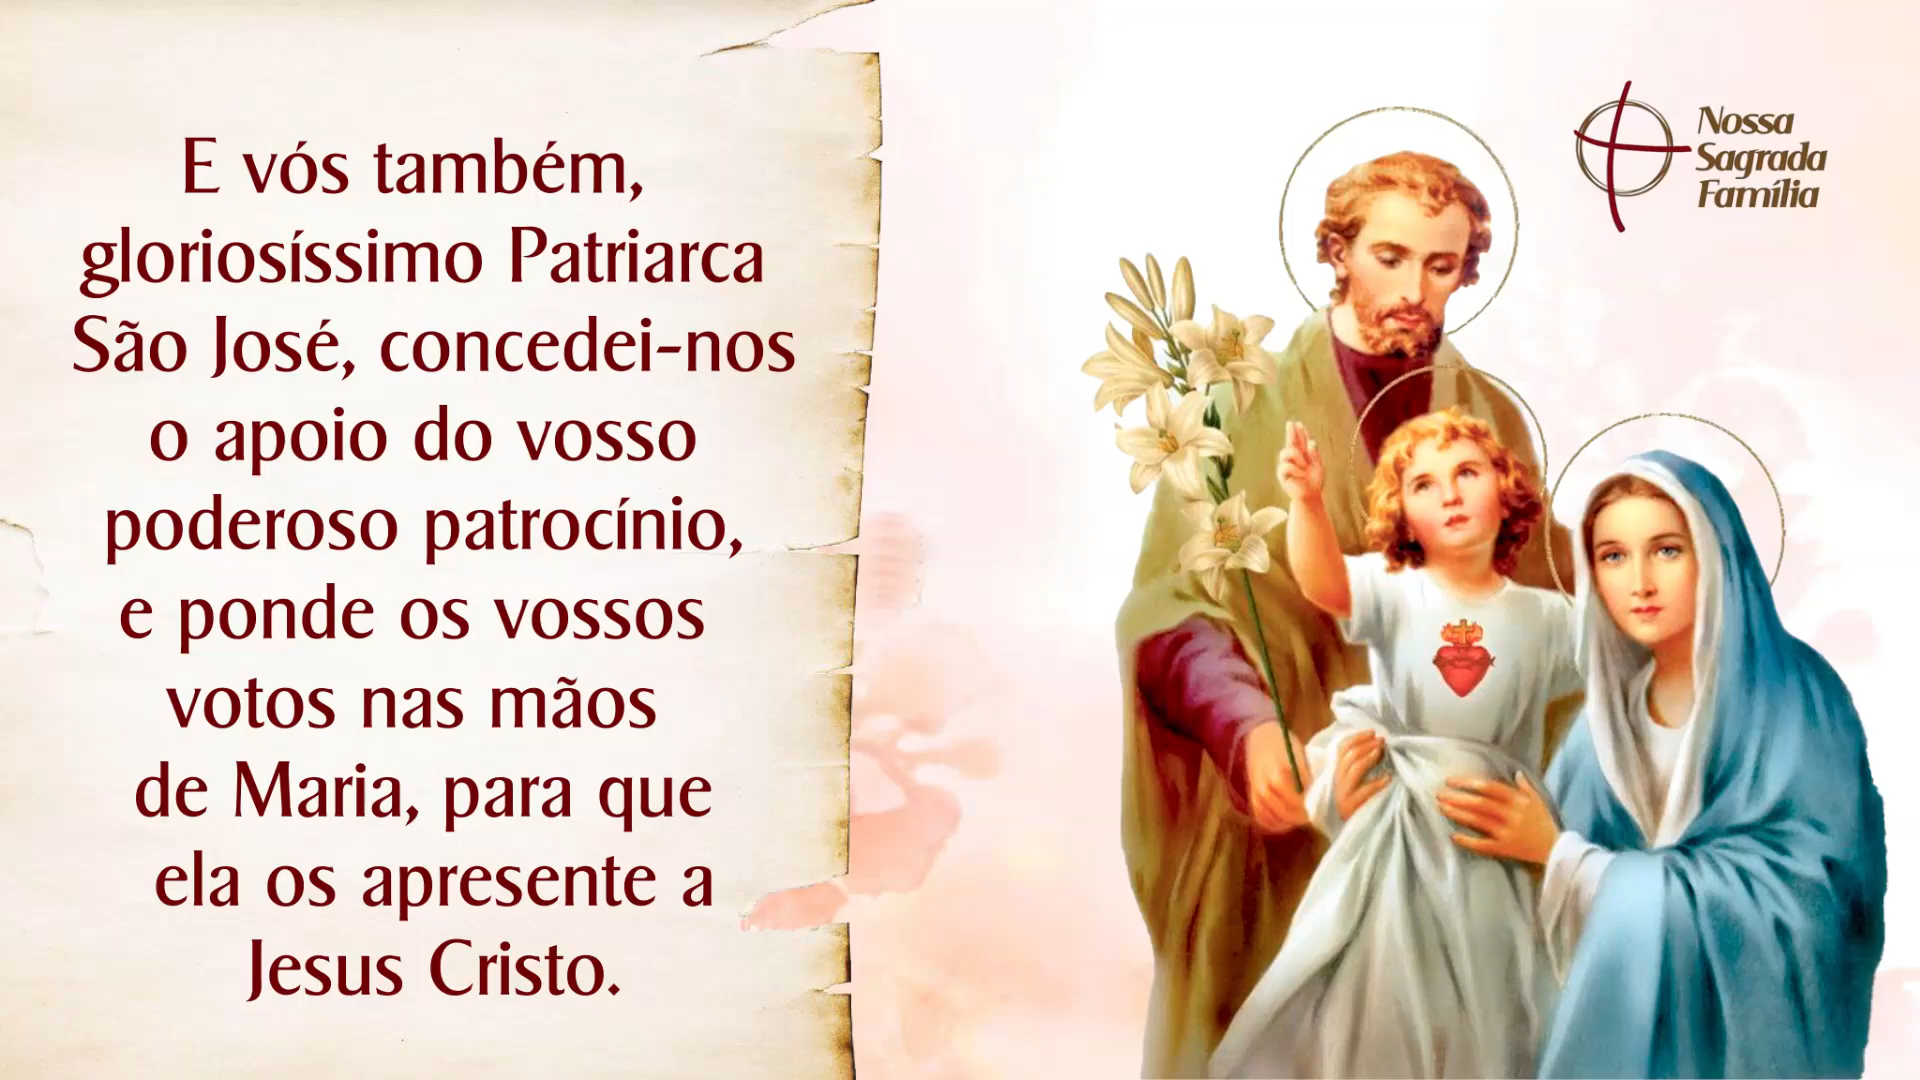 E vós também,
gloriosíssimo Patriarca
São José, concedei-nos
o apoio do vosso
poderoso patrocínio,
e ponde os vossos
votos nas mãos
de Maria, para que
ela os apresente a
Jesus Cristo.
Nossa
Sagrada
Família